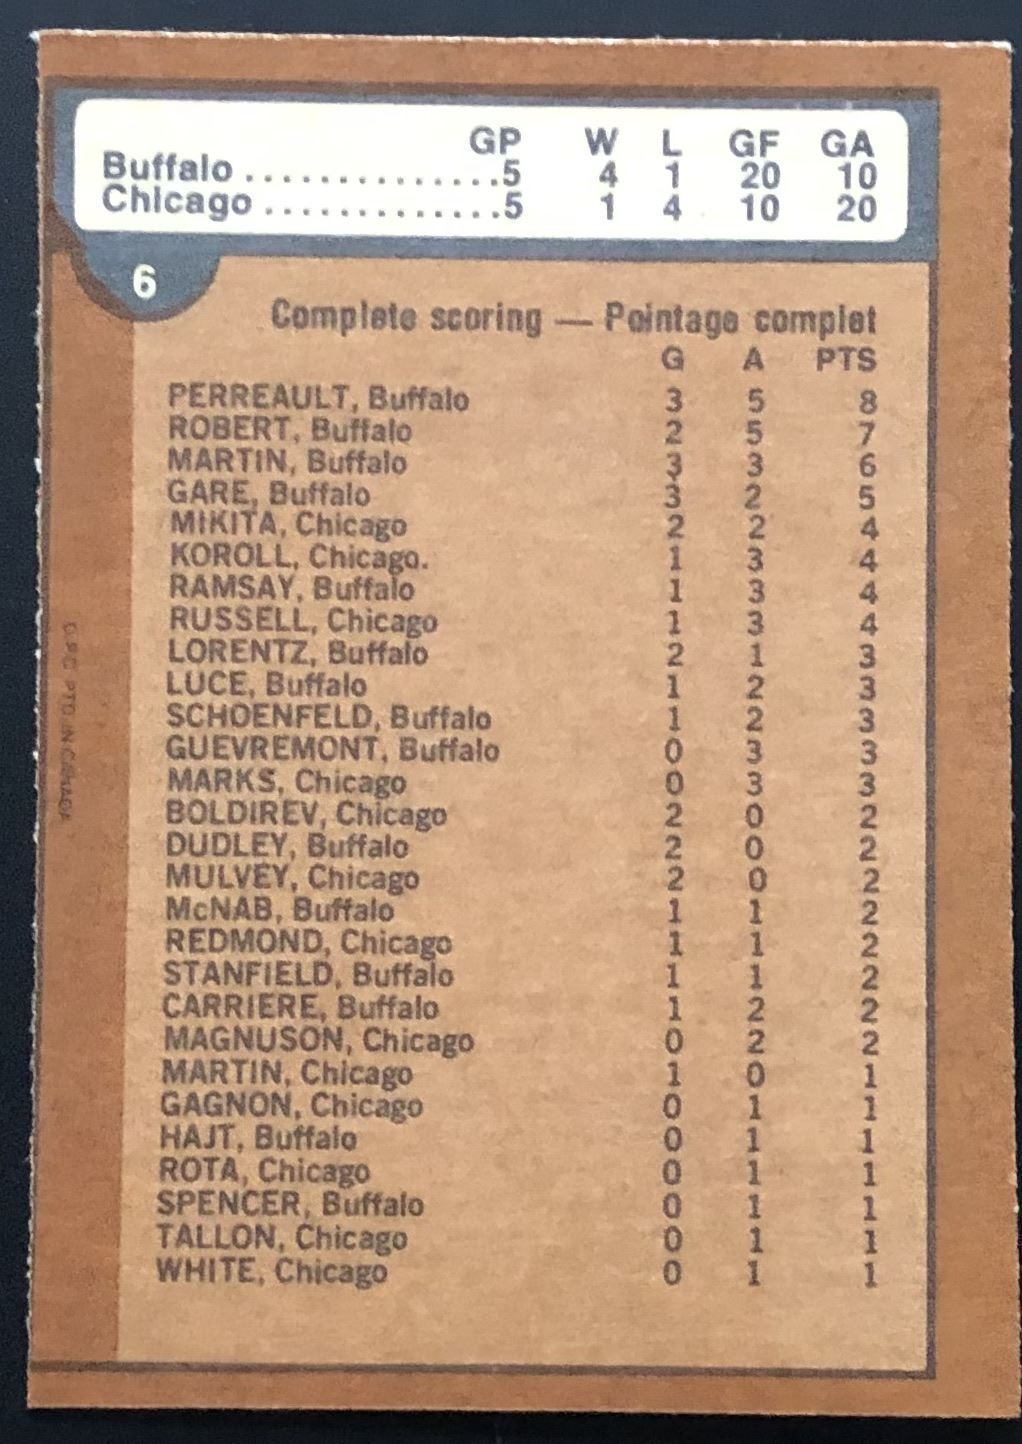 GP W L GF GA
Buffalo ...............5 4 1 20 10
Chicago .............5 1 4 10 20
6
Complete scoring — Pointage complet
G A PTS
PERREAULT, Buffalo 3 5 8
ROBERT, Buffalo 2 5 7
MARTIN, Buffalo 3 3 6
GARE, Buffalo 3 2 5
MIKITA, Chicago 2 2 4
KOROLL, Chicago. 1 3 4
RAMSAY, Buffalo 1 3 4
RUSSELL, Chicago 1 3 4
LORENTZ, Buffalo 2 1 3
LUCE, Buffalo 1 2 3
SCHOENFELD, Buffalo 1 2 3
GUEVREMONT, Buffalo 0 3 3
MARKS, Chicago 0 3 3
BOLDIREV, Chicago 2 0 2
DUDLEY, Buffalo 2 0 2
MULVEY, Chicago 2 0 2
McNAB, Buffalo 1 1 2
REDMOND, Chicago 1 1 2
STANFIELD, Buffalo 1 1 2
CARRIERE, Buffalo 1 2 2
MAGNUSON, Chicago 0 2 2
MARTIN, Chicago 1 0 1
GAGNON, Chicago 0 1 1
HAJT, Buffalo 0 1 1
ROTA, Chicago 0 1 1
SPENCER, Buffalo 0 1 1
TALLON, Chicago 0 1 1
WHITE, Chicago 0 1 1
O.P.C. PTD. IN CANADA